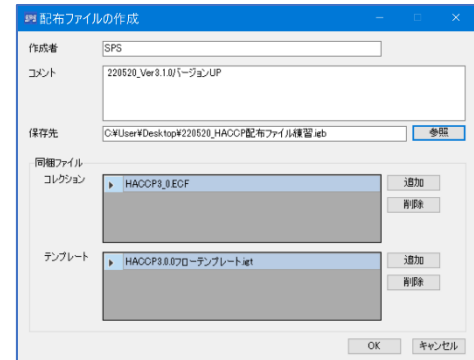 SPS 配布ファイルの作成
作成者 SPS
コメント 220520_Ver3.1.0バージョンUP
保存先 C:¥User¥Desktop¥220520_HACCP配布ファイル練習.igb 参照
同梱ファイル
コレクション HACCP3_0.ECF 追加
削除
テンプレート HACCP3.0.0フローテンプレート.igt 追加
削除
OK キャンセル